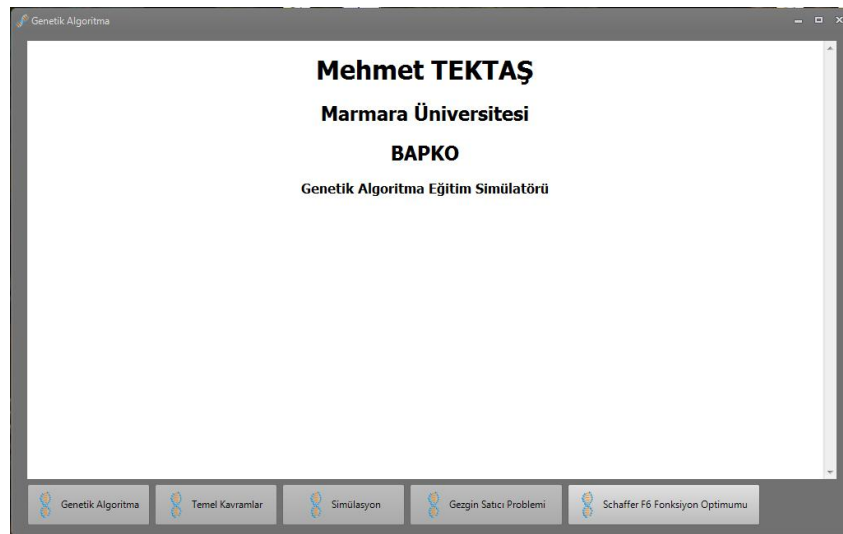 Genetik Algoritma
Mehmet TEKTAŞ
Marmara Üniversitesi
BAPKO
Genetik Algoritma Eğitim Simülatörü
Genetik Algoritma
Temel Kavramlar
Simülasyon
Gezgin Satıcı Problemi
Schaffer F6 Fonksiyon Optimumu